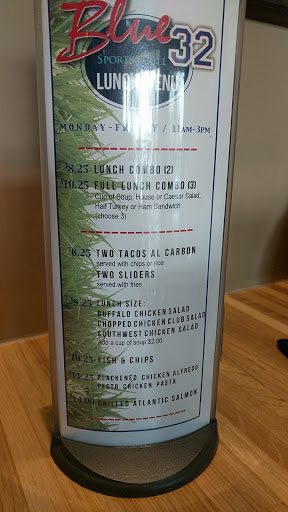 Blue 32
SPORTS GRILL
LUNCH MENU
MONDAY-FRIDAY / 11AM-3PM
$8.25 LUNCH COMBO (2)
$10.25 FULL LUNCH COMBO (3)
Cup of Soup, House or Caesar Salad,
Half Turkey or Ham Sandwich
(choose 3)
$8.25 TWO TACOS AL CARBON
served with chips or rice
TWO SLIDERS
served with fries
$9.25 LUNCH SIZE:
BUFFALO CHICKEN SALAD
CHOPPED CHICKEN CLUB SALAD
SOUTHWEST CHICKEN SALAD
Add a cup of soup $2.00
$10.25 FISH & CHIPS
$11.25 BLACKENED CHICKEN ALFREDO
PESTO CHICKEN PASTA
$14.00 GRILLED ATLANTIC SALMON